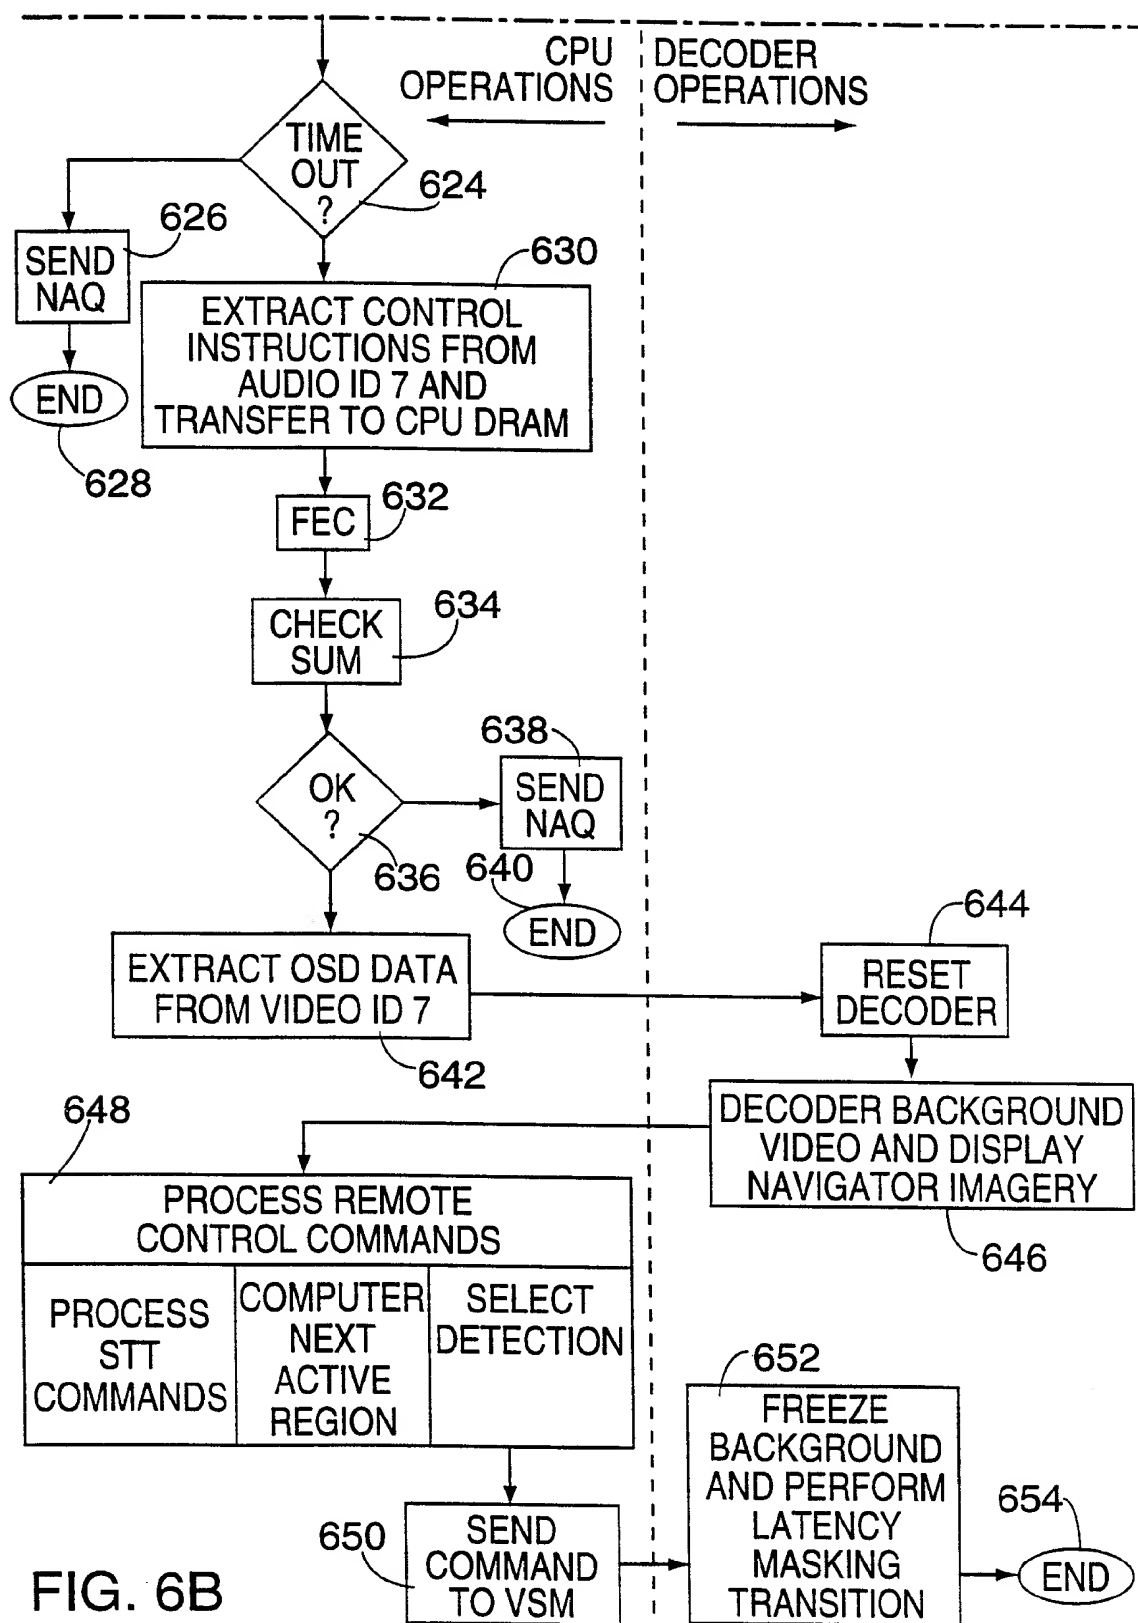 CPU
OPERATIONS
DECODER
OPERATIONS
TIME
OUT
?
624
626
SEND
NAQ
END
628
630
EXTRACT CONTROL
INSTRUCTIONS FROM
AUDIO ID 7 AND
TRANSFER TO CPU DRAM
632
FEC
634
CHECK
SUM
OK
?
636
638
SEND
NAQ
640
END
EXTRACT OSD DATA
FROM VIDEO ID 7
642
644
RESET
DECODER
DECODER BACKGROUND
VIDEO AND DISPLAY
NAVIGATOR IMAGERY
646
648
PROCESS REMOTE
CONTROL COMMANDS
PROCESS
STT
COMMANDS
COMPUTER
NEXT
ACTIVE
REGION
SELECT
DETECTION
650
SEND
COMMAND
TO VSM
652
FREEZE
BACKGROUND
AND PERFORM
LATENCY
MASKING
TRANSITION
654
END
FIG. 6B